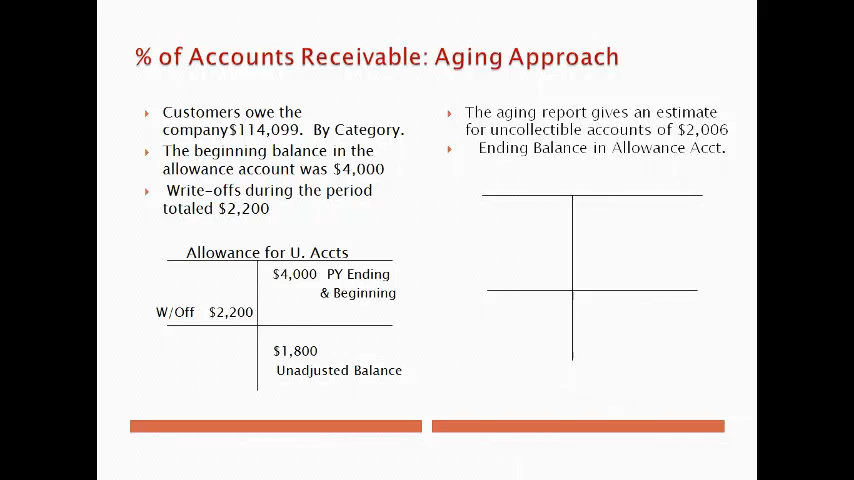 % of Accounts Receivable: Aging Approach
Customers owe the
company$114,099. By Category.
The beginning balance in the
allowance account was $4,000
Write-offs during the period
totaled $2,200
Allowance for U. Accts
$4,000 PY Ending
& Beginning
W/Off $2,200
$1,800
Unadjusted Balance
The aging report gives an estimate
for uncollectible accounts of $2,006
Ending Balance in Allowance Acct.